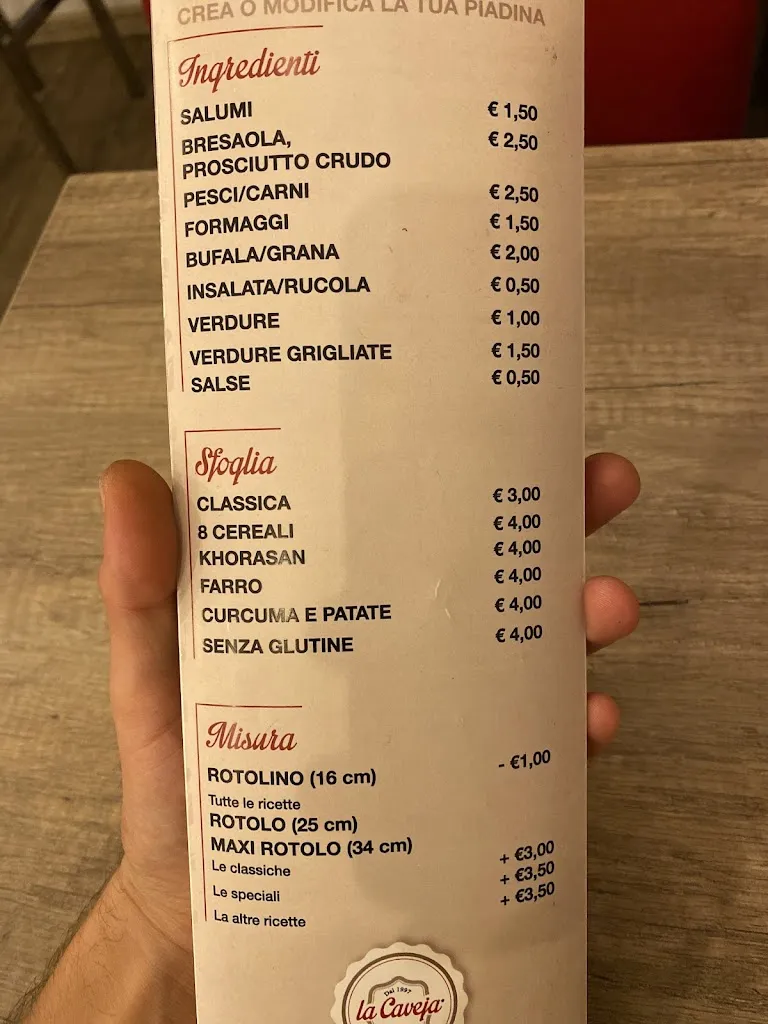 CREA O MODIFICA LA TUA PIADINA
Ingredienti
SALUMI € 1,50
BRESAOLA, € 2,50
PROSCIUTTO CRUDO
PESCI/CARNI € 2,50
FORMAGGI € 1,50
BUFALA/GRANA € 2,00
INSALATA/RUCOLA € 0,50
VERDURE € 1,00
VERDURE GRIGLIATE € 1,50
SALSE € 0,50
Sfoglia
CLASSICA € 3,00
8 CEREALI € 4,00
KHORASAN € 4,00
FARRO € 4,00
CURCUMA E PATATE € 4,00
SENZA GLUTINE € 4,00
Misura
ROTOLINO (16 cm) - €1,00
Tutte le ricette
ROTOLO (25 cm)
MAXI ROTOLO (34 cm)
Le classiche + €3,00
Le speciali + €3,50
La altre ricette + €3,50
Dal 1997
la Caveja